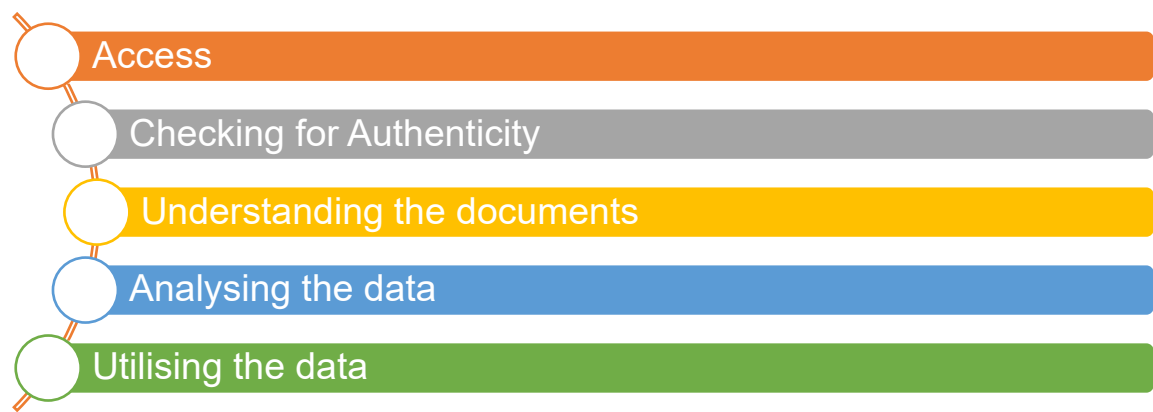 Access
Checking for Authenticity
Understanding the documents
Analysing the data
Utilising the data